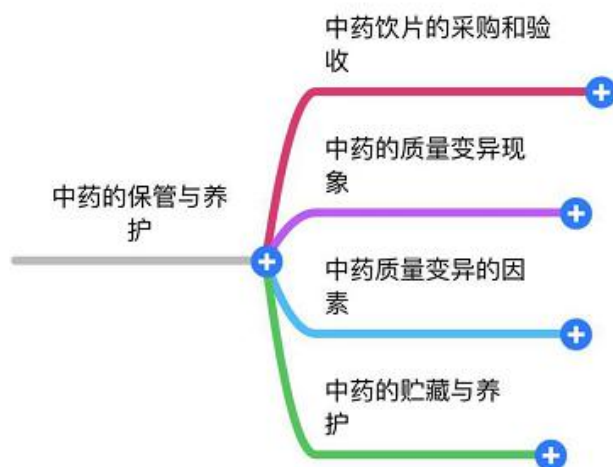 中药饮片的采购和验
收
中药的质量变异现
象
中药的保管与养
护
中药质量变异的因
素
中药的贮藏与养
护